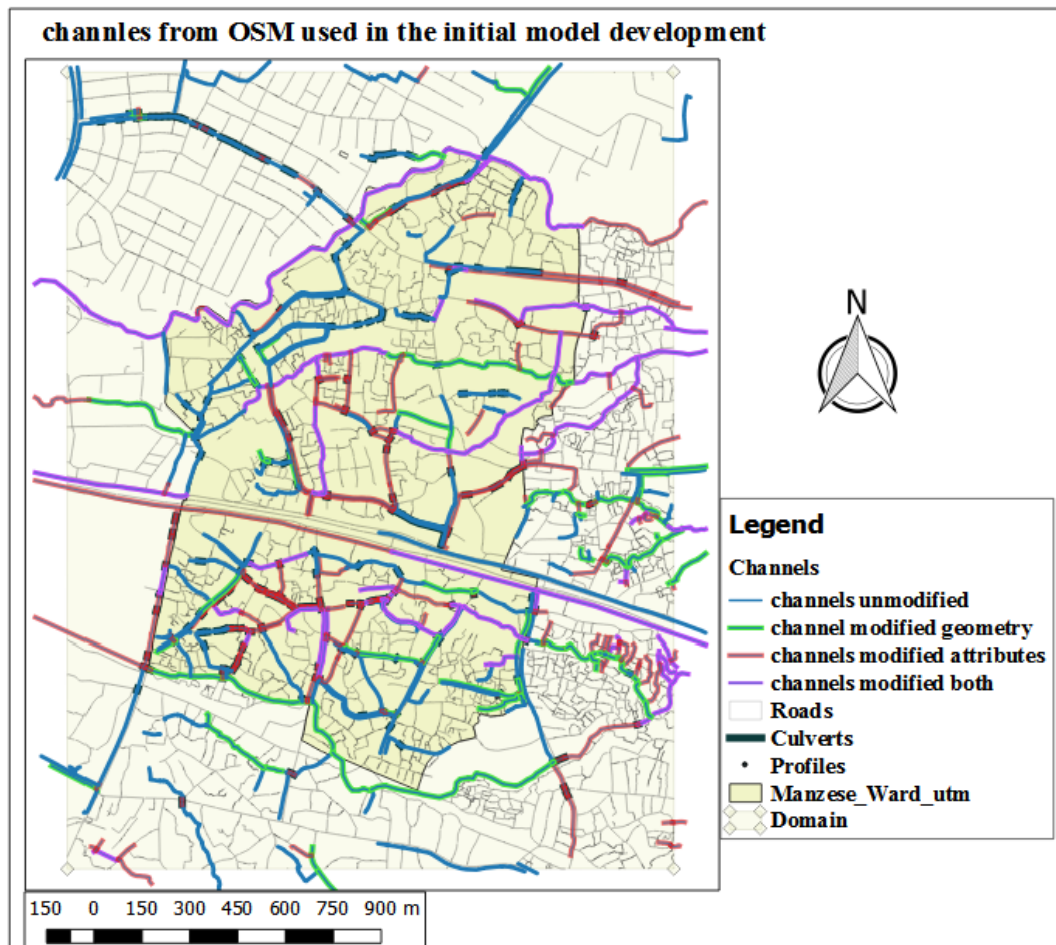 channles from OSM used in the initial model development
N
Legend
Channels
channels unmodified
channel modified geometry
channels modified attributes
channels modified both
Roads
Culverts
Profiles
Manzese_Ward_utm
Domain
150 0 150 300 450 600 750 900 m